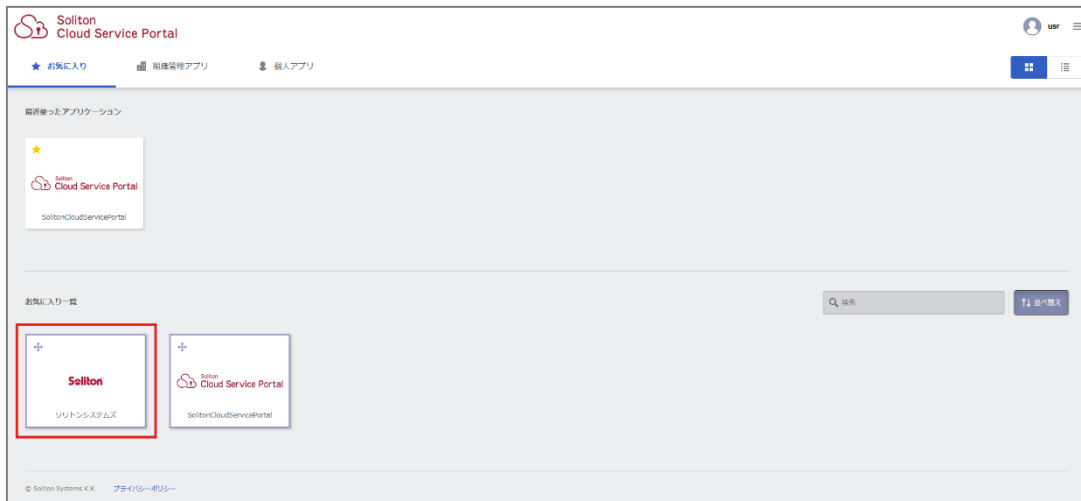 Soliton
Cloud Service Portal
usr
お気に入り
組織管理アプリ
個人アプリ
最近使ったアプリケーション
Soliton
Cloud Service Portal
SolitonCloudServicePortal
お気に入り一覧
検索
並べ替え
Soliton
ソリトンシステムズ
Soliton
Cloud Service Portal
SolitonCloudServicePortal
© Soliton Systems K.K.
プライバシーポリシー